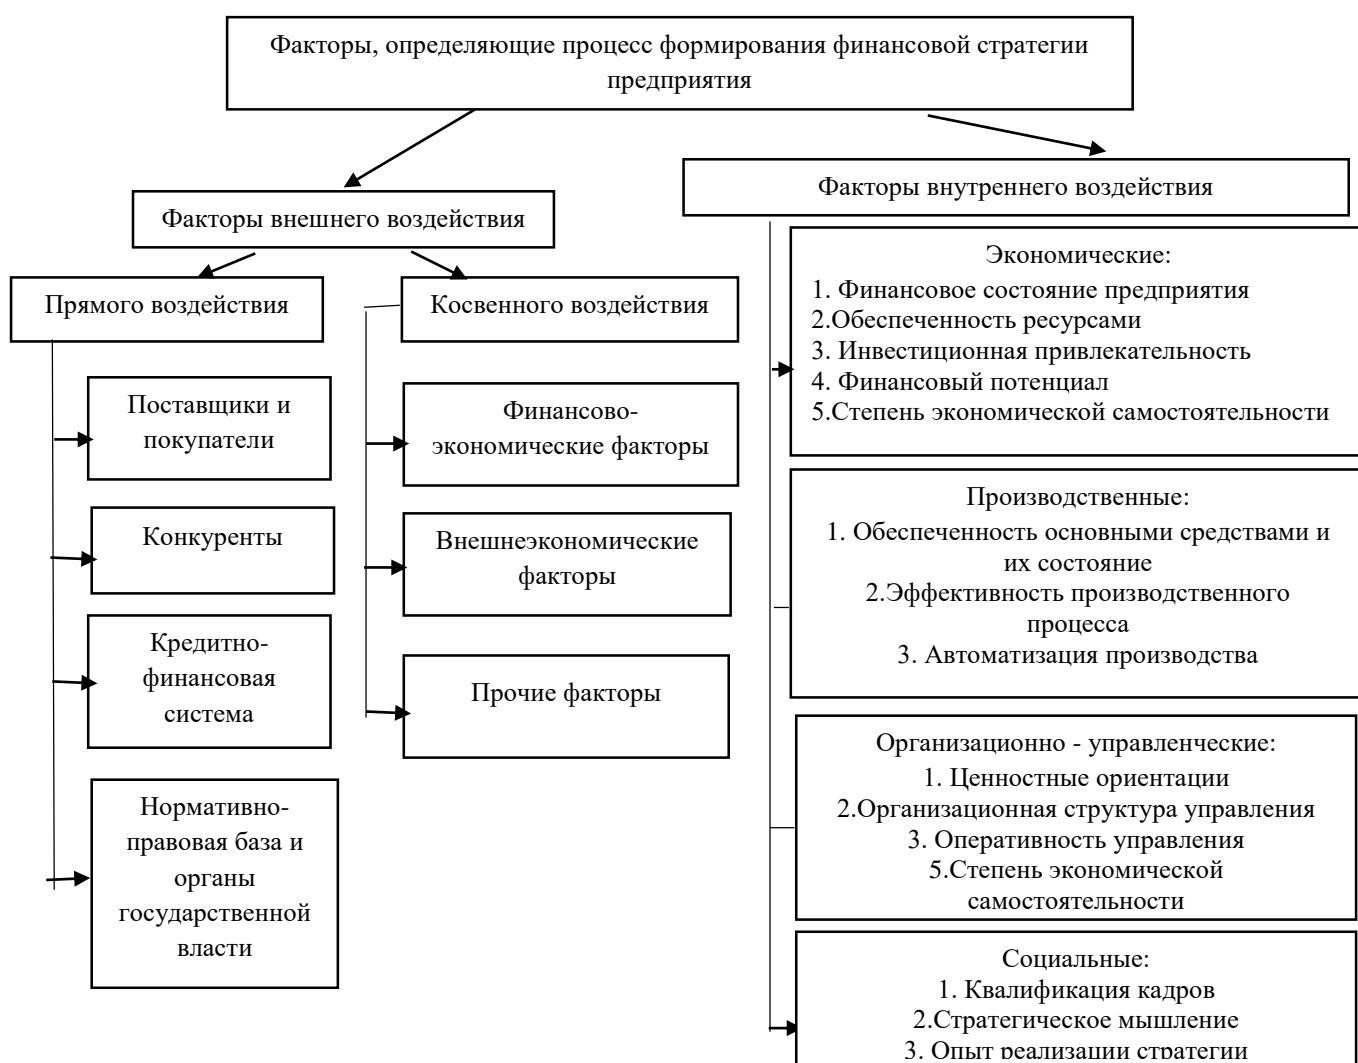 Факторы, определяющие процесс формирования финансовой стратегии
предприятия
Факторы внешнего воздействия
Прямого воздействия
Поставщики и
покупатели
Конкуренты
Кредитно-
финансовая
система
Нормативно-
правовая база и
органы
государственной
власти
Косвенного воздействия
Финансово-
экономические факторы
Внешнеэкономические
факторы
Прочие факторы
Факторы внутреннего воздействия
Экономические:
1. Финансовое состояние предприятия
2.Обеспеченность ресурсами
3. Инвестиционная привлекательность
4. Финансовый потенциал
5.Степень экономической самостоятельности
Производственные:
1. Обеспеченность основными средствами и
их состояние
2.Эффективность производственного
процесса
3. Автоматизация производства
Организационно - управленческие:
1. Ценностные ориентации
2.Организационная структура управления
3. Оперативность управления
5.Степень экономической
самостоятельности
Социальные:
1. Квалификация кадров
2.Стратегическое мышление
3. Опыт реализации стратегии